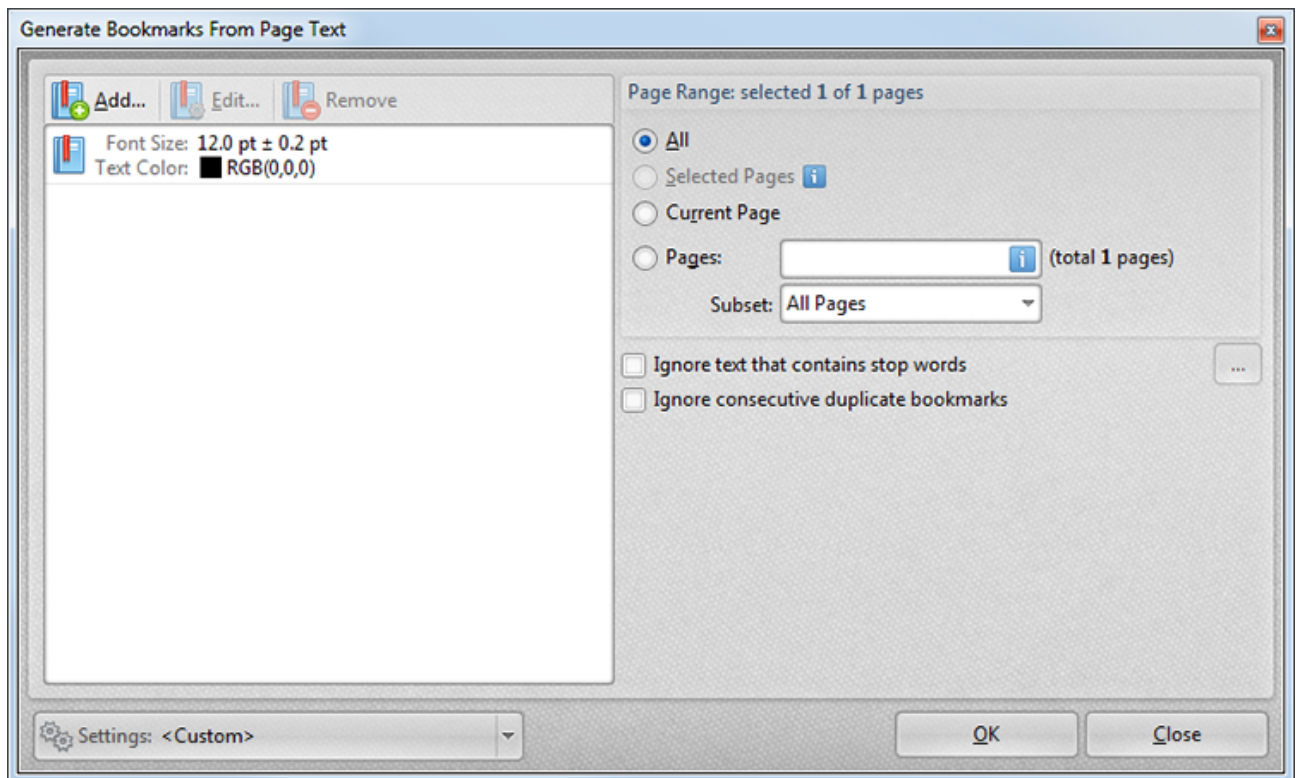 Generate Bookmarks From Page Text
Add... Edit... Remove
Font Size: 12.0 pt ± 0.2 pt
Text Color: RGB(0,0,0)
Page Range: selected 1 of 1 pages
All
Selected Pages i
Current Page
Pages: i (total 1 pages)
Subset: All Pages
Ignore text that contains stop words ...
Ignore consecutive duplicate bookmarks
Settings: <Custom>
OK Close